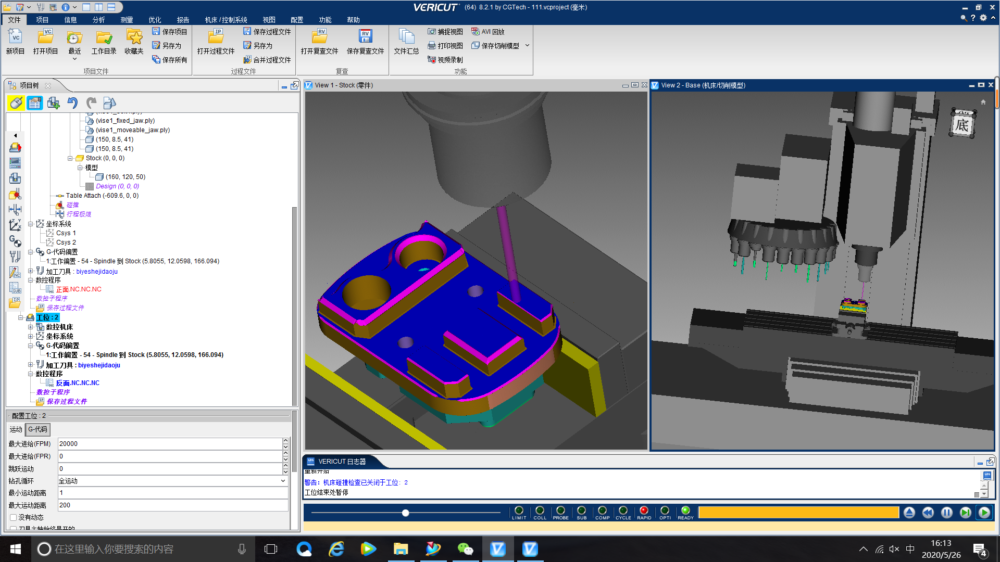 VERICUT (64) 8.2.1 by CGTech - 111.vcproject (毫米)
文件 项目 信息 分析 测量 优化 报告 机床 / 控制系统 视图 配置 功能 帮助
新项目 打开项目 最近 工作目录 收藏夹
保存项目
另存为
保存所有
项目文件
打开过程文件
保存过程文件
另存为
合并过程文件
过程文件
打开复查文件 保存复查文件
复查
文件汇总
捕捉视图
打印视图
视频录制
AVI 回放
保存切削模型
功能
项目树
(vise1_fixed_jaw.ply)
(vise1_moveable_jaw.ply)
(150, 8.5, 41)
(150, 8.5, 41)
Stock (0, 0, 0)
模型
(160, 120, 50)
Design (0, 0, 0)
Table Attach (-609.6, 0, 0)
碰撞
行程极限
坐标系统
Csys 1
Csys 2
G-代码偏置
1:工作偏置 - 54 - Spindle 到 Stock (5.8055, 12.0598, 166.094)
加工刀具 : biyeshejidaoju
数控程序
正面.NC.NC.NC
数控子程序
保存过程文件
工位 : 2
数控机床
坐标系统
G-代码偏置
1:工作偏置 - 54 - Spindle 到 Stock (5.8055, 12.0598, 166.094)
加工刀具 : biyeshejidaoju
数控程序
反面.NC.NC.NC
数控子程序
保存过程文件
配置工位 : 2
运动 G-代码
最大进给(FPM) 20000
最大进给(FPR) 0
跳跃运动 0
钻孔循环 全运动
最小运动距离 1
最大运动距离 200
没有动态
刀具主轴始终是开的
View 1 - Stock (零件)
View 2 - Base (机床/切削模型)
底
VERICUT 日志器
重新开始
警告: 机床碰撞检查已关闭于工位: 2
工位结束处暂停
LIMIT COLL PROBE SUB COMP CYCLE RAPID OPTI READY
在这里输入你要搜索的内容
中
16:13
2020/5/26
4